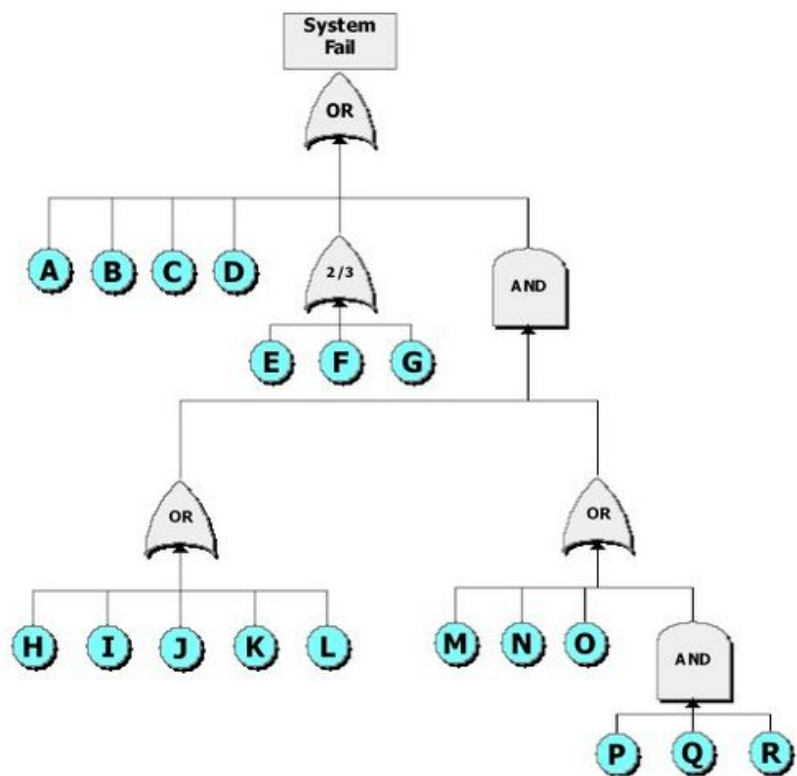 System
Fail
OR
A B C D
2/3
AND
E F G
OR
OR
H I J K L
M N O
AND
P Q R